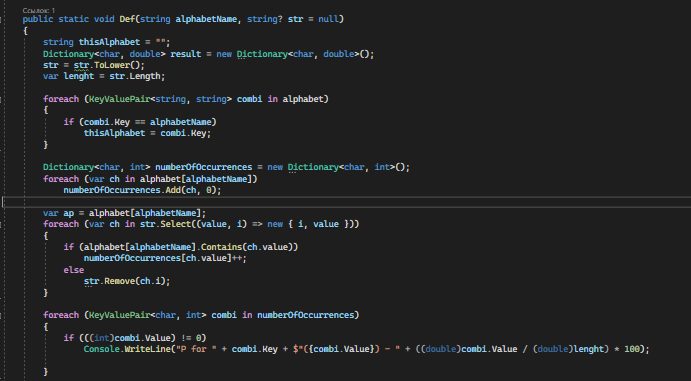 Ссылок: 1
public static void Def(string alphabetName, string? str = null)
{
    string thisAlphabet = "";
    Dictionary<char, double> result = new Dictionary<char, double>();
    str = str.ToLower();
    var lenght = str.Length;

    foreach (KeyValuePair<string, string> combi in alphabet)
    {
        if (combi.Key == alphabetName)
            thisAlphabet = combi.Key;
    }

    Dictionary<char, int> numberOfOccurrences = new Dictionary<char, int>();
    foreach (var ch in alphabet[alphabetName])
        numberOfOccurrences.Add(ch, 0);

    var ap = alphabet[alphabetName];
    foreach (var ch in str.Select((value, i) => new { i, value }))
    {
        if (alphabet[alphabetName].Contains(ch.value))
            numberOfOccurrences[ch.value]++;
        else
            str.Remove(ch.i);
    }

    foreach (KeyValuePair<char, int> combi in numberOfOccurrences)
    {
        if (((int)combi.Value) != 0)
            Console.WriteLine("P for " + combi.Key + $"({combi.Value}) - " + ((double)combi.Value / (double)lenght) * 100);

    }